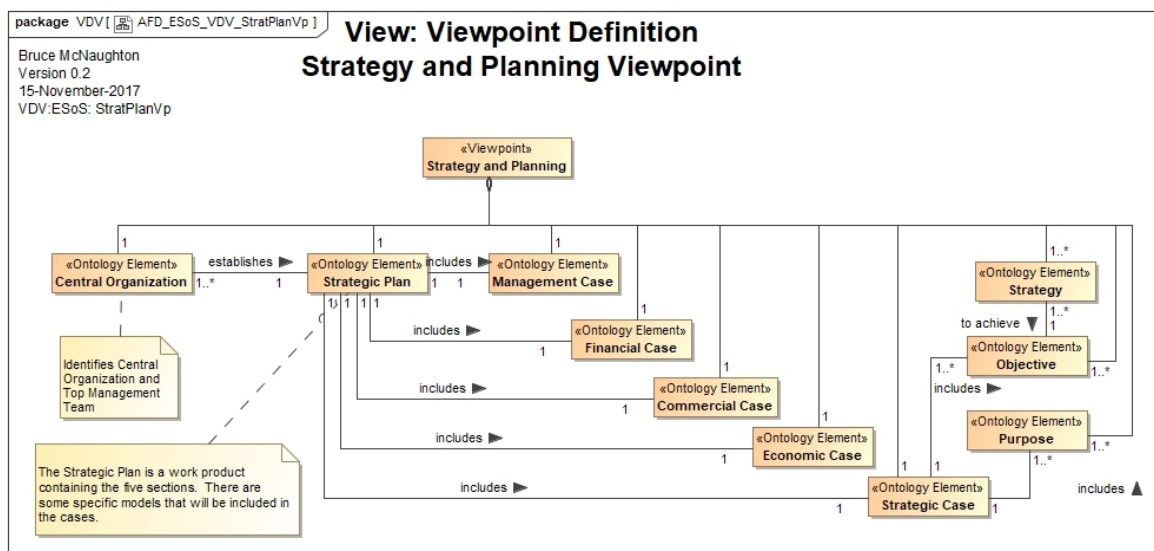 package VDV [ AFD_ESoS_VDV_StratPlanVp ]
View: Viewpoint Definition
Strategy and Planning Viewpoint
Bruce McNaughton
Version 0.2
15-November-2017
VDV:ESoS: StratPlanVp
«Viewpoint»
Strategy and Planning
1
1
1
1
1
1
1
1..*
«Ontology Element»
Central Organization
establishes
1..*
1
«Ontology Element»
Strategic Plan
includes
1
1
«Ontology Element»
Management Case
«Ontology Element»
Strategy
1..*
to achieve
1
1
1
1
1
includes
1
«Ontology Element»
Financial Case
«Ontology Element»
Objective
1..*
1..*
includes
Identifies Central
Organization and
Top Management
Team
includes
1
«Ontology Element»
Commercial Case
«Ontology Element»
Purpose
1..*
1..*
includes
1
«Ontology Element»
Economic Case
The Strategic Plan is a work product
containing the five sections. There are
some specific models that will be included in
the cases.
includes
1
1
«Ontology Element»
Strategic Case
1
includes